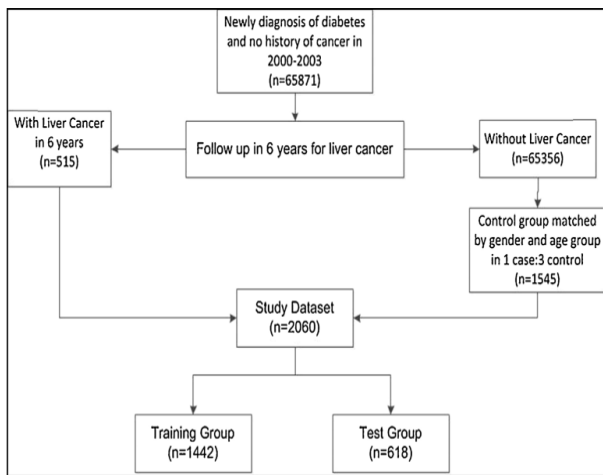 Newly diagnosis of diabetes
and no history of cancer in
2000-2003
(n=65871)
With Liver Cancer
in 6 years
(n=515)
Follow up in 6 years for liver cancer
Without Liver Cancer
(n=65356)
Control group matched
by gender and age group
in 1 case:3 control
(n=1545)
Study Dataset
(n=2060)
Training Group
(n=1442)
Test Group
(n=618)